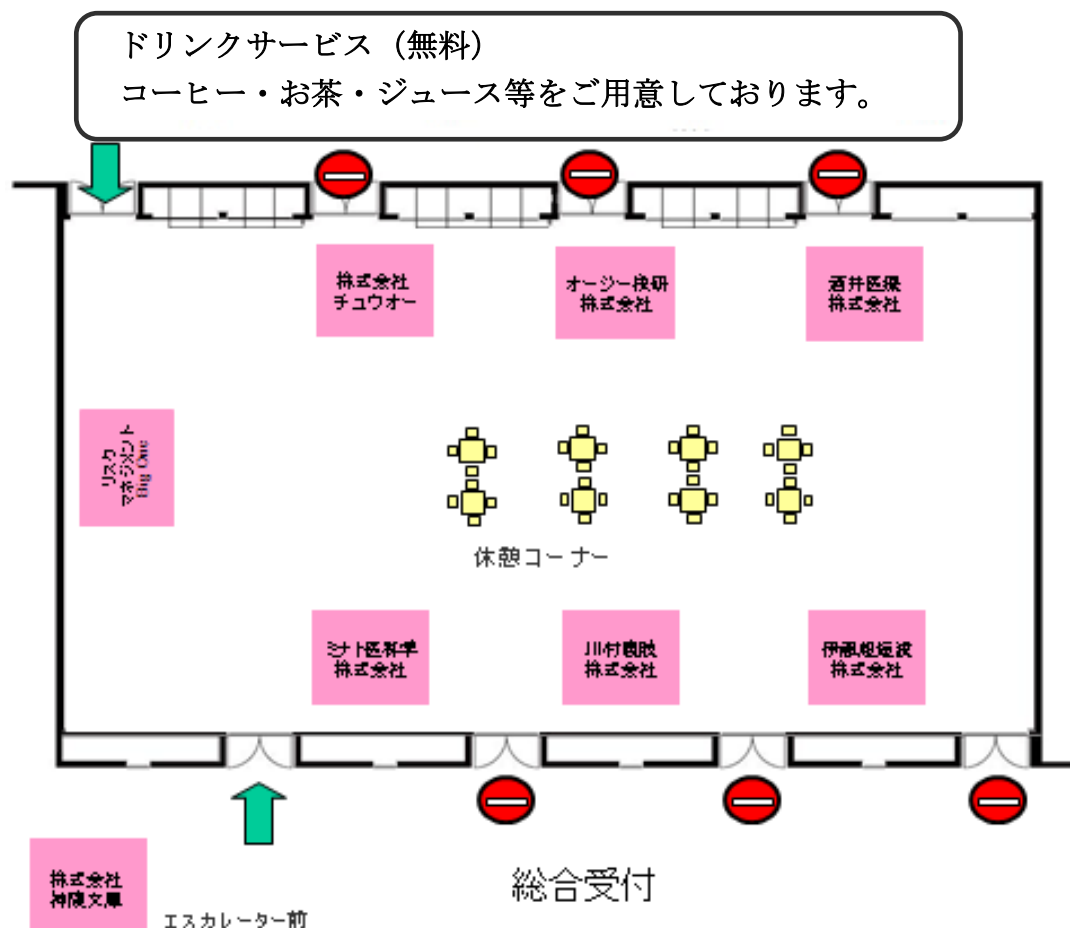 ドリンクサービス（無料）
コーヒー・お茶・ジュース等をご用意しております。
株式会社
チュウオー
オージー技研
株式会社
酒井医療
株式会社
リスク
マネジメント
Big One
休憩コーナー
ミナト医科学
株式会社
川村義肢
株式会社
伊藤超短波
株式会社
株式会社
神陵文庫
エスカレーター前
総合受付